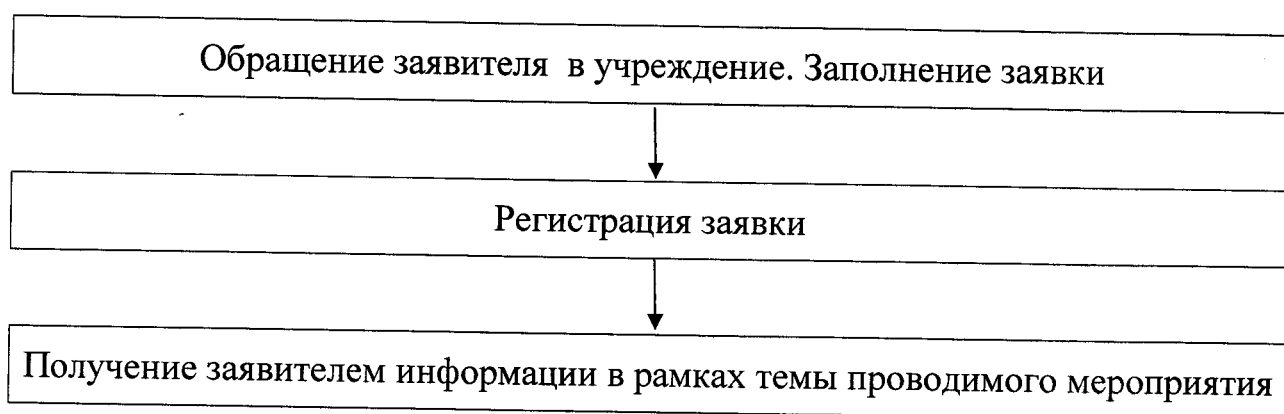 Обращение заявителя в учреждение. Заполнение заявки
Регистрация заявки
Получение заявителем информации в рамках темы проводимого мероприятия